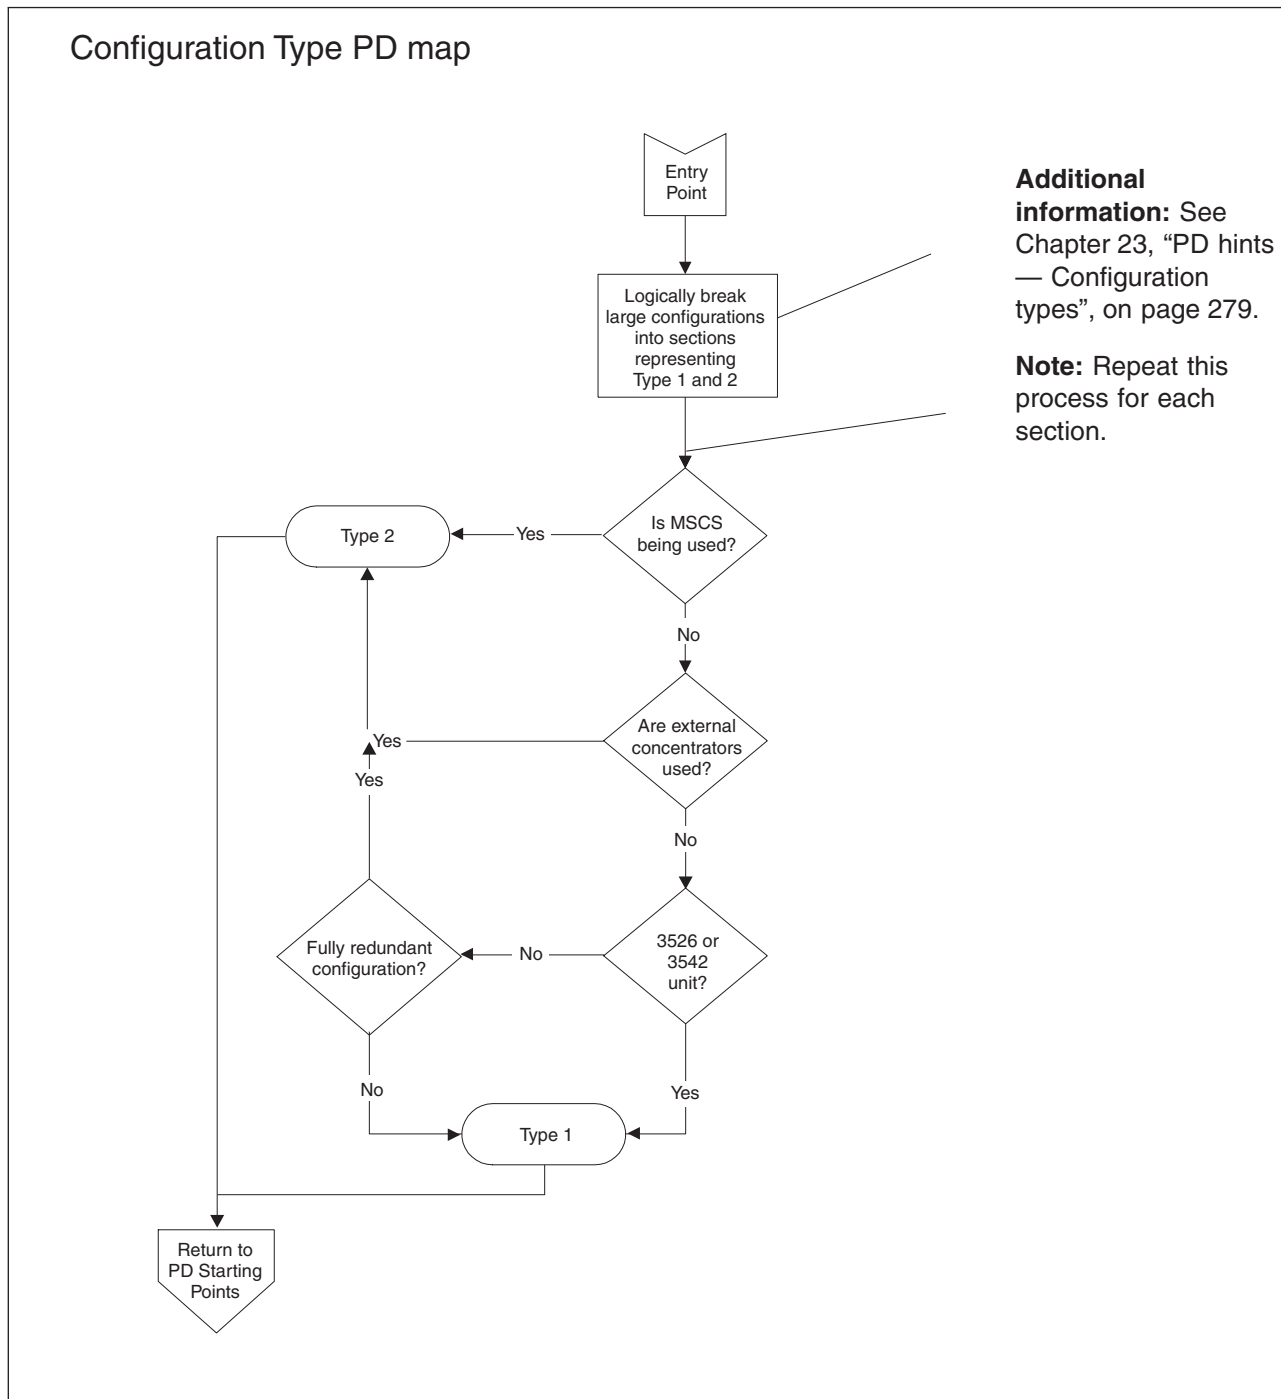 Configuration Type PD map
Entry
Point
Additional
information: See
Chapter 23, “PD hints
— Configuration
types”, on page 279.
Note: Repeat this
process for each
section.
Logically break
large configurations
into sections
representing
Type 1 and 2
Is MSCS
being used?
Yes
Type 2
No
Are external
concentrators
used?
Yes
Yes
No
3526 or
3542
unit?
No
Fully redundant
configuration?
No
Yes
Type 1
Return to
PD Starting
Points